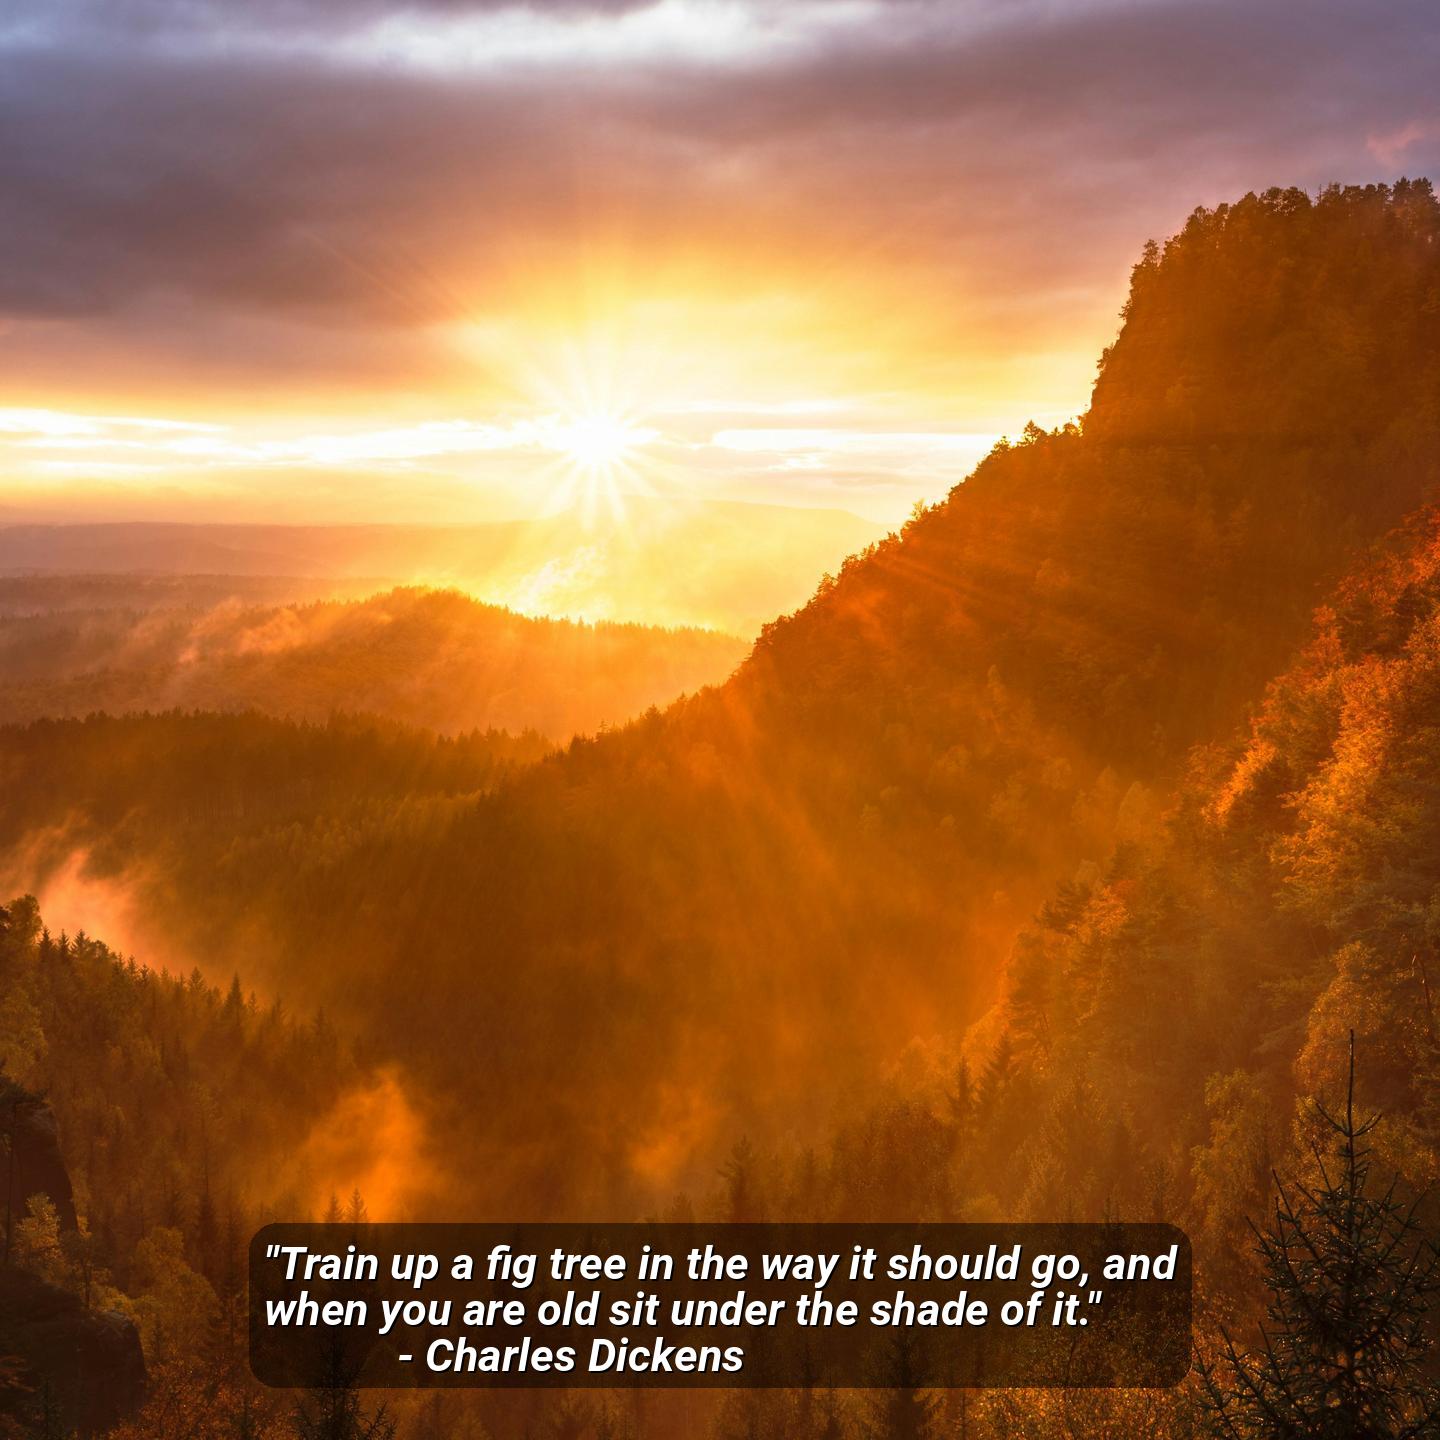 "Train up a fig tree in the way it should go, and
when you are old sit under the shade of it."
- Charles Dickens